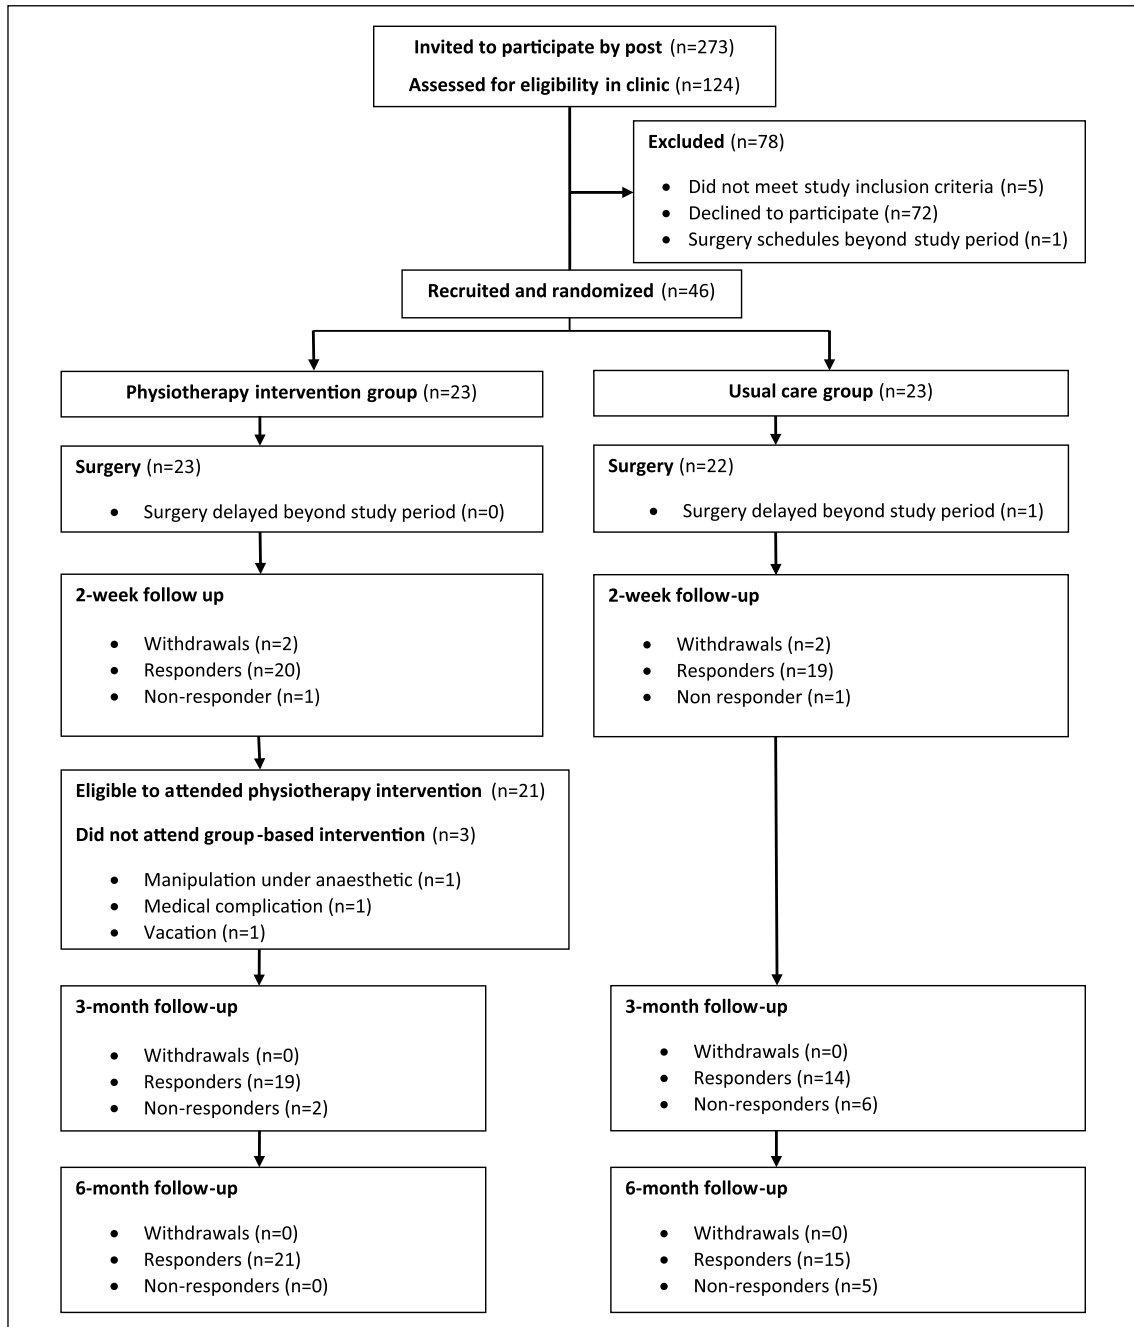 Invited to participate by post (n=273)
Assessed for eligibility in clinic (n=124)
Excluded (n=78)
• Did not meet study inclusion criteria (n=5)
• Declined to participate (n=72)
• Surgery schedules beyond study period (n=1)
Recruited and randomized (n=46)
Physiotherapy intervention group (n=23)
Usual care group (n=23)
Surgery (n=23)
• Surgery delayed beyond study period (n=0)
Surgery (n=22)
• Surgery delayed beyond study period (n=1)
2-week follow up
• Withdrawals (n=2)
• Responders (n=20)
• Non-responder (n=1)
2-week follow-up
• Withdrawals (n=2)
• Responders (n=19)
• Non responder (n=1)
Eligible to attended physiotherapy intervention (n=21)
Did not attend group-based intervention (n=3)
• Manipulation under anaesthetic (n=1)
• Medical complication (n=1)
• Vacation (n=1)
3-month follow-up
• Withdrawals (n=0)
• Responders (n=19)
• Non-responders (n=2)
3-month follow-up
• Withdrawals (n=0)
• Responders (n=14)
• Non-responders (n=6)
6-month follow-up
• Withdrawals (n=0)
• Responders (n=21)
• Non-responders (n=0)
6-month follow-up
• Withdrawals (n=0)
• Responders (n=15)
• Non-responders (n=5)